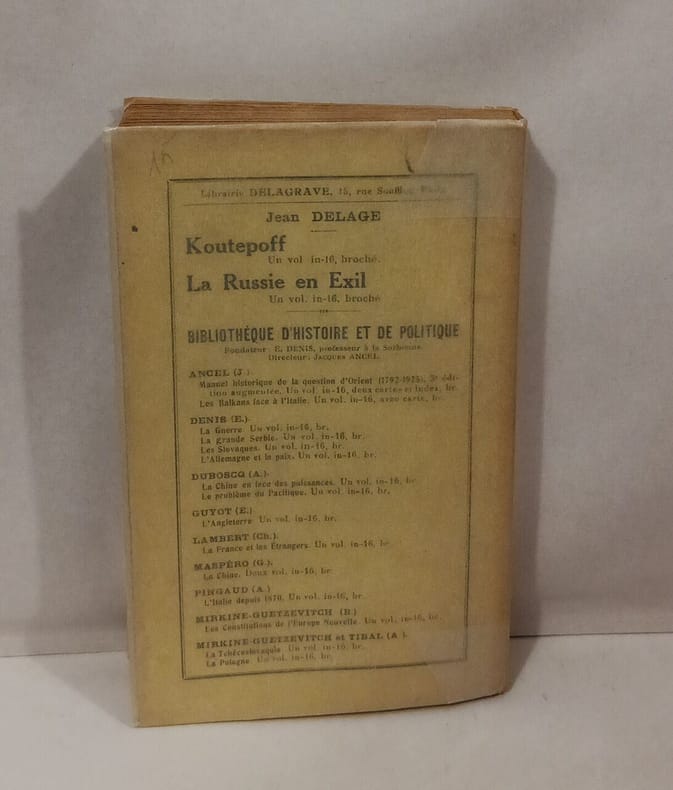 Librairie DELAGRAVE, 15, rue Soufflot, Paris
Jean DELAGE
Koutepoff
Un vol in-16, broché.
La Russie en Exil
Un vol. in-16, broché
BIBLIOTHÈQUE D'HISTOIRE ET DE POLITIQUE
Fondateur E. DENIS, professeur à la Sorbonne.
Directeur: JACQUES ANCEL
ANCEL (J.)
Manuel historique de la question d'Orient (1792-1925), 3e édi-
tion augmentée. Un vol. in-16, deux cartes et index, br.
Les Balkans face à l'Italie. Un vol. in-16, avec carte, br.
DENIS (E.)
La Guerre Un vol. in-16, br.
La grande Serbie. Un vol. in-16, br.
Les Slovaques. Un vol. in-16, br.
L'Allemagne et la paix. Un vol. in-16, br.
DUBOSCQ (A.).
La Chine en face des puissances. Un vol. in-16, br.
Le problème du Pacifique. Un vol. in-16, br.
GUYOT (E.)
L'Angleterre Un vol. in-16, br.
LAMBERT (Ch.).
La France et les Étrangers. Un vol. in-16, br.
MASPÉRO (G.).
La Chine. Deux vol. in-16, br
PINGAUD (A.)
L'Italie depuis 1870. Un vol. in-16, br
MIRKINE-GUETZÉVITCH (B.)
Les Constitutions de l'Europe Nouvelle. Un vol. in-16, br.
MIRKINE-GUETZÉVITCH et TIBAL (A.).
La Tchécoslovaquie Un vol. in-16, br.
La Pologne Un vol. in-16, br.